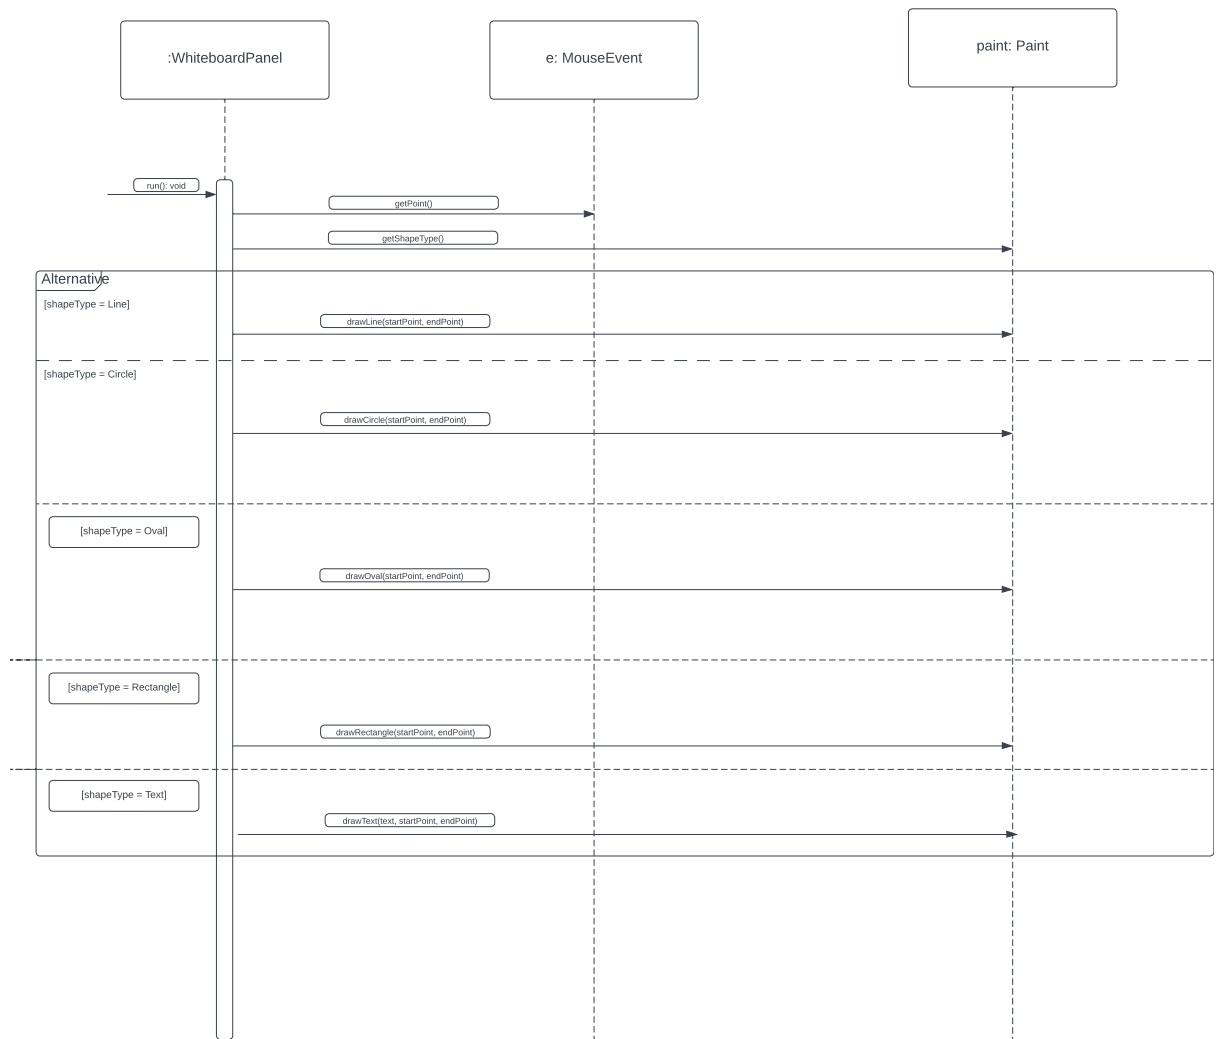 :WhiteboardPanel
e: MouseEvent
paint: Paint
run(): void
getPoint()
getShapeType()
Alternative
[shapeType = Line]
drawLine(startPoint, endPoint)
[shapeType = Circle]
drawCircle(startPoint, endPoint)
[shapeType = Oval]
drawOval(startPoint, endPoint)
[shapeType = Rectangle]
drawRectangle(startPoint, endPoint)
[shapeType = Text]
drawText(text, startPoint, endPoint)